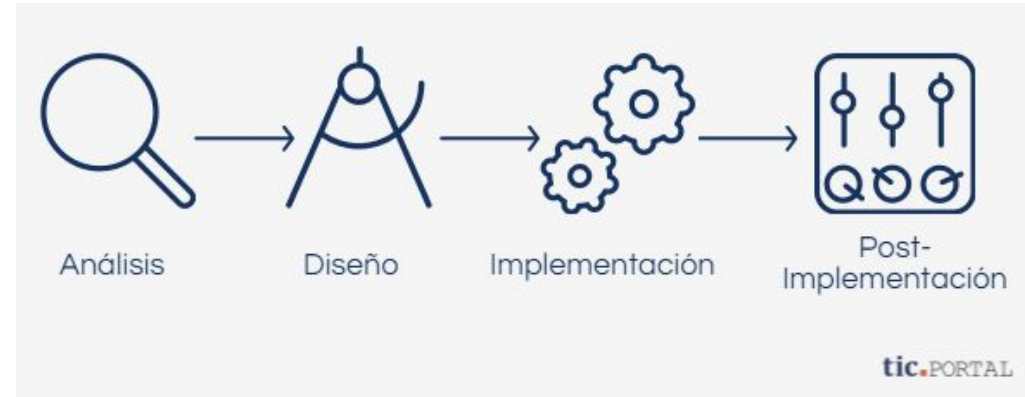 Análisis
Diseño
Implementación
Post-
Implementación
tic.PORTAL